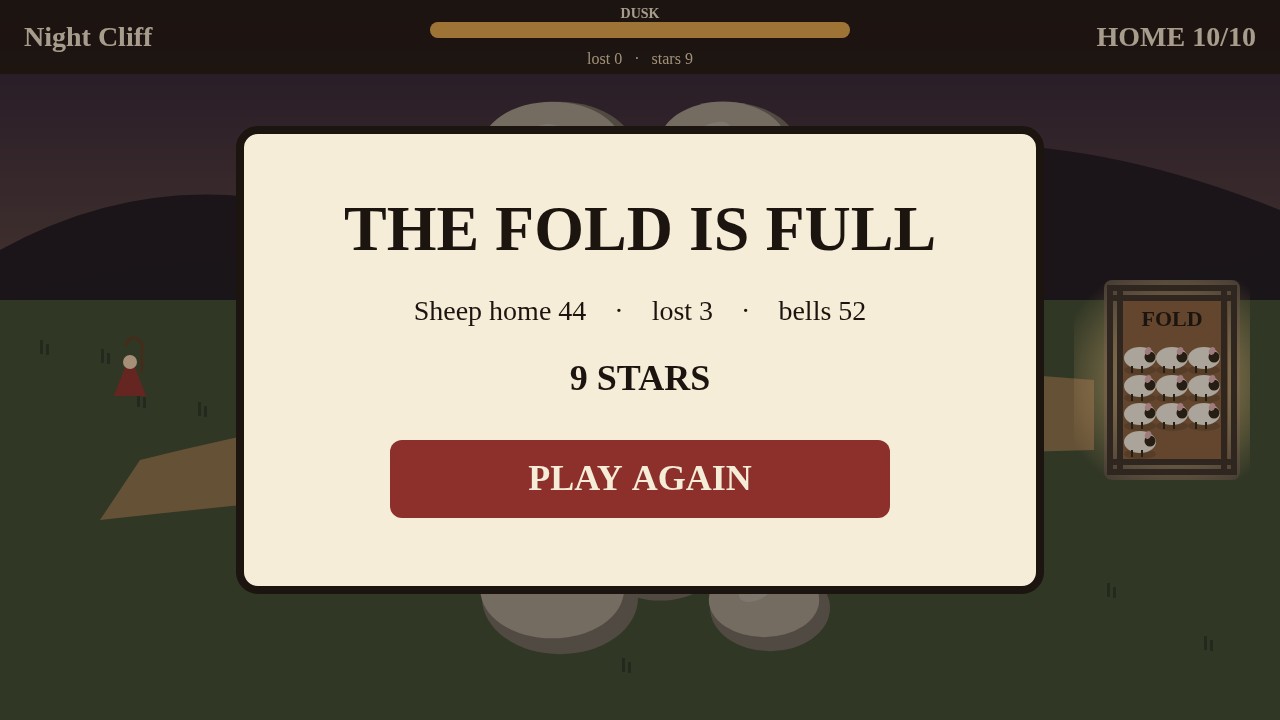 Night Cliff
DUSK
lost 0 · stars 9
HOME 10/10
THE FOLD IS FULL
Sheep home 44 · lost 3 · bells 52
9 STARS
PLAY AGAIN
FOLD